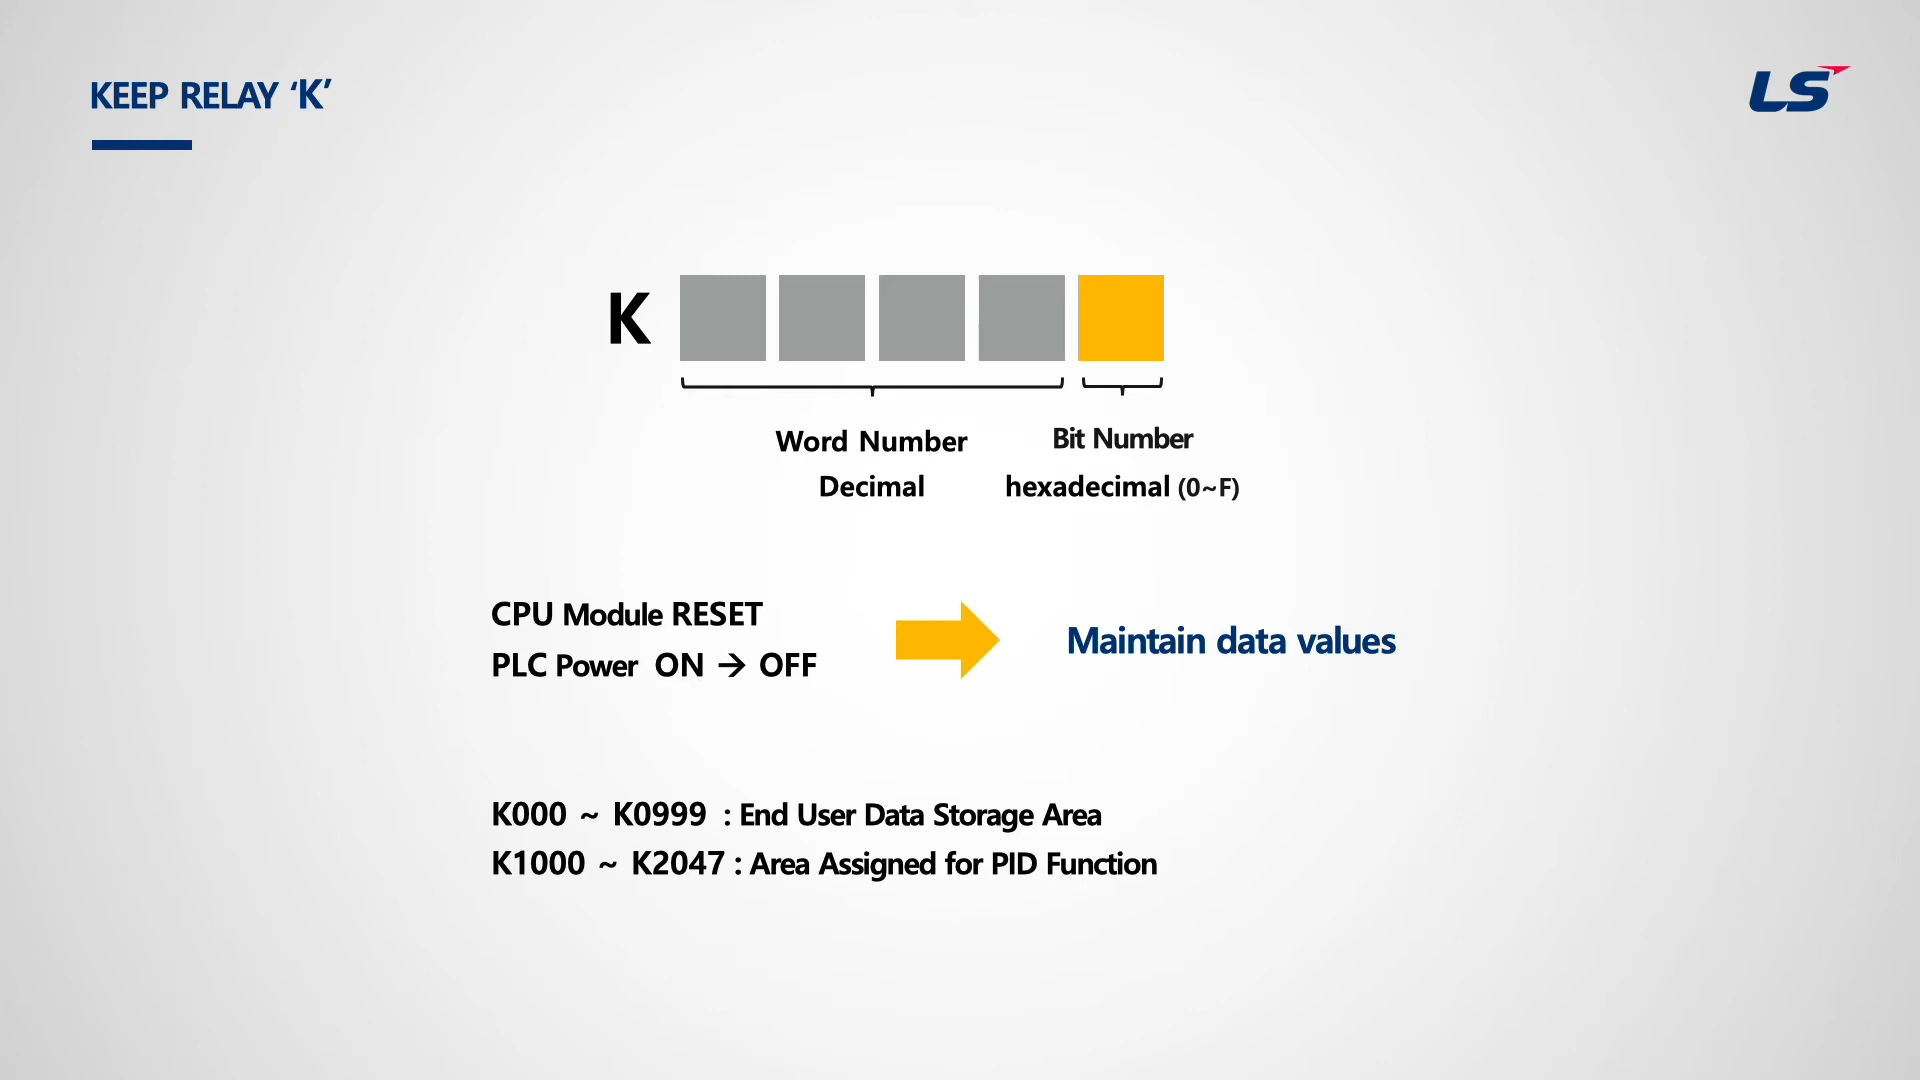 KEEP RELAY ‘K’
LS
K
Word Number
Decimal
Bit Number
hexadecimal (0~F)
CPU Module RESET
PLC Power ON → OFF
Maintain data values
K000 ~ K0999 : End User Data Storage Area
K1000 ~ K2047 : Area Assigned for PID Function